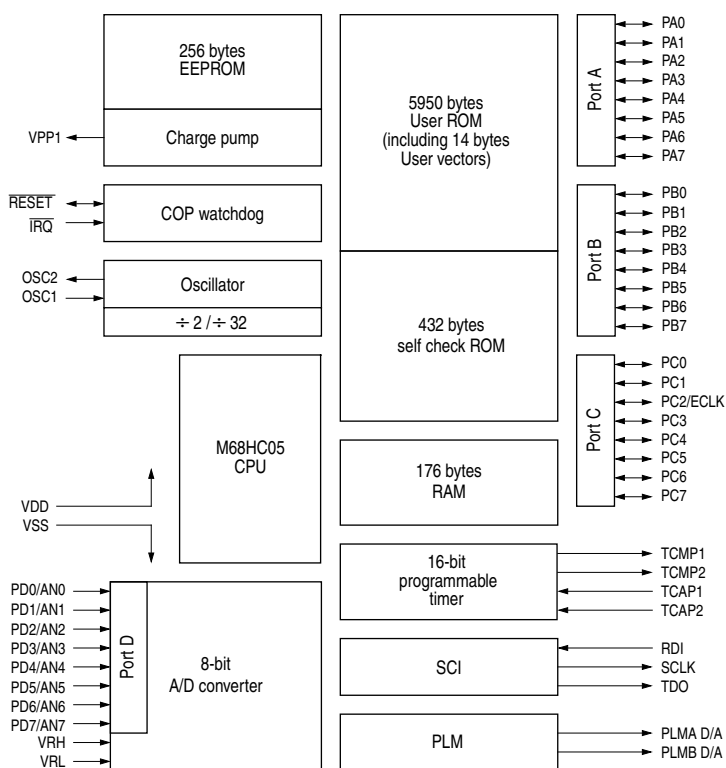 256 bytes
EEPROM
Charge pump
VPP1
RESET
IRQ
COP watchdog
OSC2
OSC1
Oscillator
÷ 2 / ÷ 32
M68HC05
CPU
VDD
VSS
PD0/AN0
PD1/AN1
PD2/AN2
PD3/AN3
PD4/AN4
PD5/AN5
PD6/AN6
PD7/AN7
VRH
VRL
Port D
8-bit
A/D converter
5950 bytes
User ROM
(including 14 bytes
User vectors)
432 bytes
self check ROM
176 bytes
RAM
16-bit
programmable
timer
SCI
PLM
Port A
PA0
PA1
PA2
PA3
PA4
PA5
PA6
PA7
Port B
PB0
PB1
PB2
PB3
PB4
PB5
PB6
PB7
Port C
PC0
PC1
PC2/ECLK
PC3
PC4
PC5
PC6
PC7
TCMP1
TCMP2
TCAP1
TCAP2
RDI
SCLK
TDO
PLMA D/A
PLMB D/A